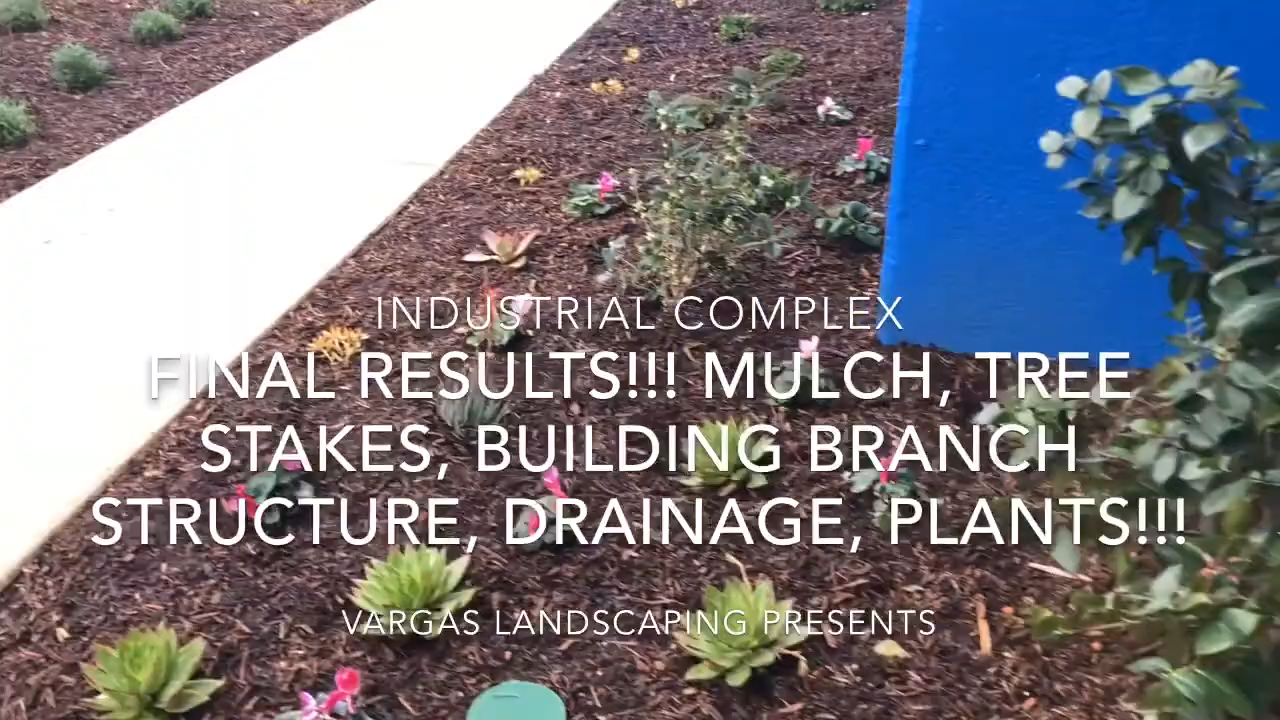 INDUSTRIAL COMPLEX
FINAL RESULTS!!! MULCH, TREE
STAKES, BUILDING BRANCH
STRUCTURE, DRAINAGE, PLANTS!!!
VARGAS LANDSCAPING PRESENTS